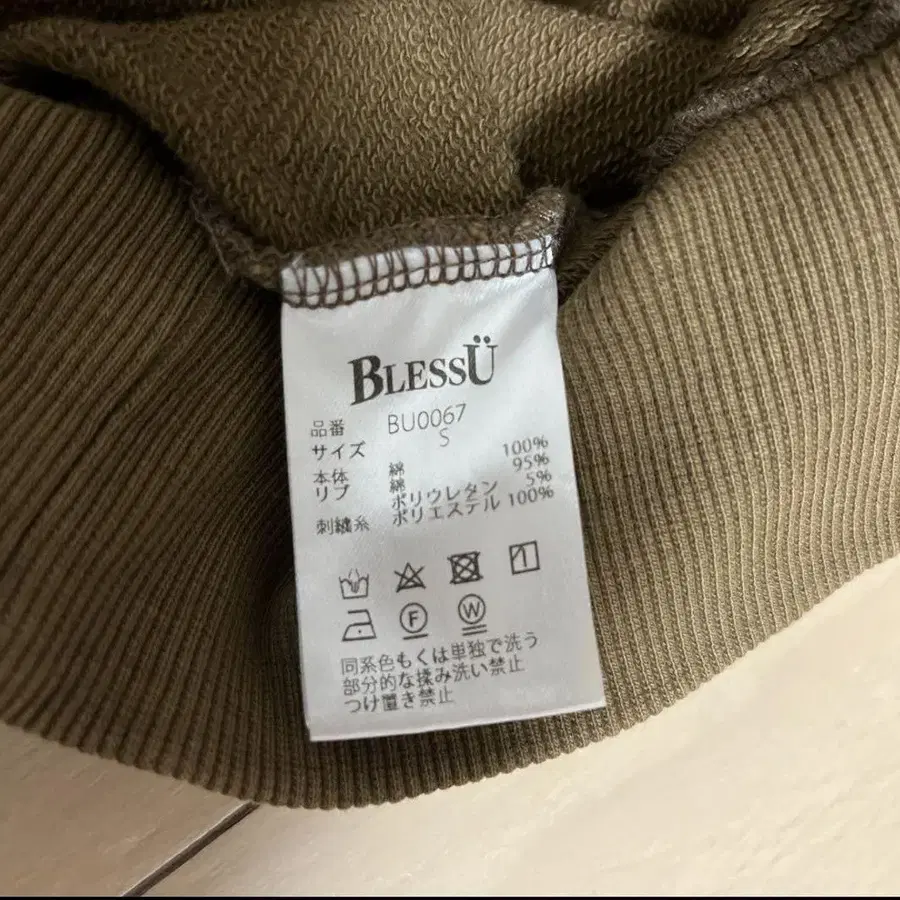 BLESSÜ
品番 BU0067
サイズ S
本体 綿 100%
リブ 綿 95%
ポリウレタン 5%
刺繍糸 ポリエステル 100%
F W
同系色もくは単独で洗う
部分的な揉み洗い禁止
つけ置き禁止